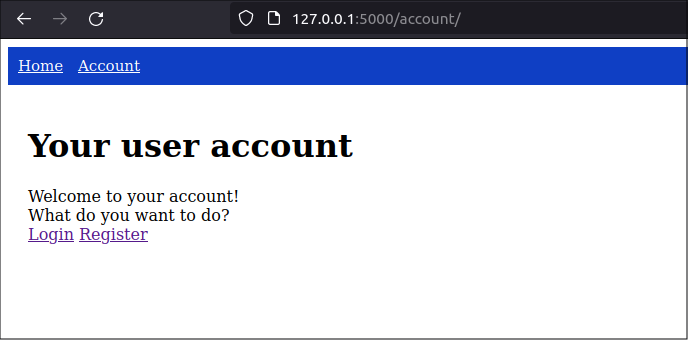 127.0.0.1:5000/account/
Home Account
Your user account
Welcome to your account!
What do you want to do?
Login Register